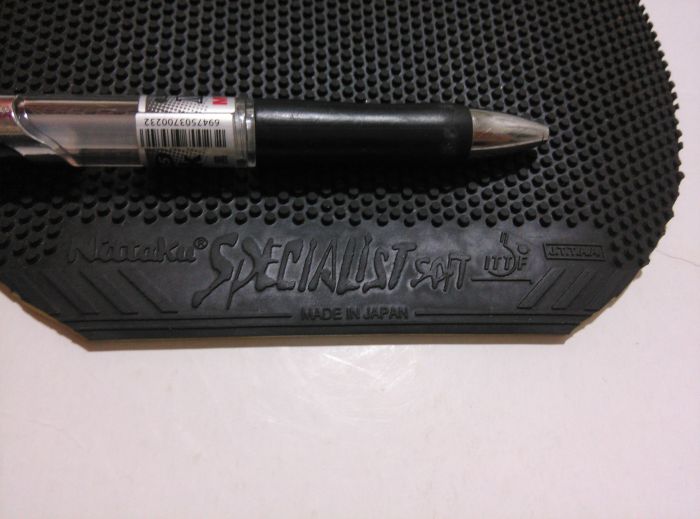 6947503700232
Nittaku® SPECIALIST SOFT ITTF J.T.T.A.A.
MADE IN JAPAN